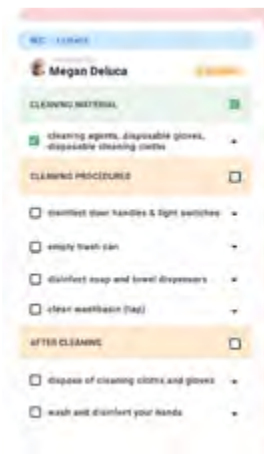 Megan Deluca
CLEANING MATERIAL
cleaning agents, disposable gloves,
disposable cleaning cloths
CLEANING PROCEDURES
disinfect door handles & light switches
empty trash can
disinfect soap and towel dispensers
clean washbasin (tap)
AFTER CLEANING
dispose of cleaning cloths and gloves
wash and disinfect your hands